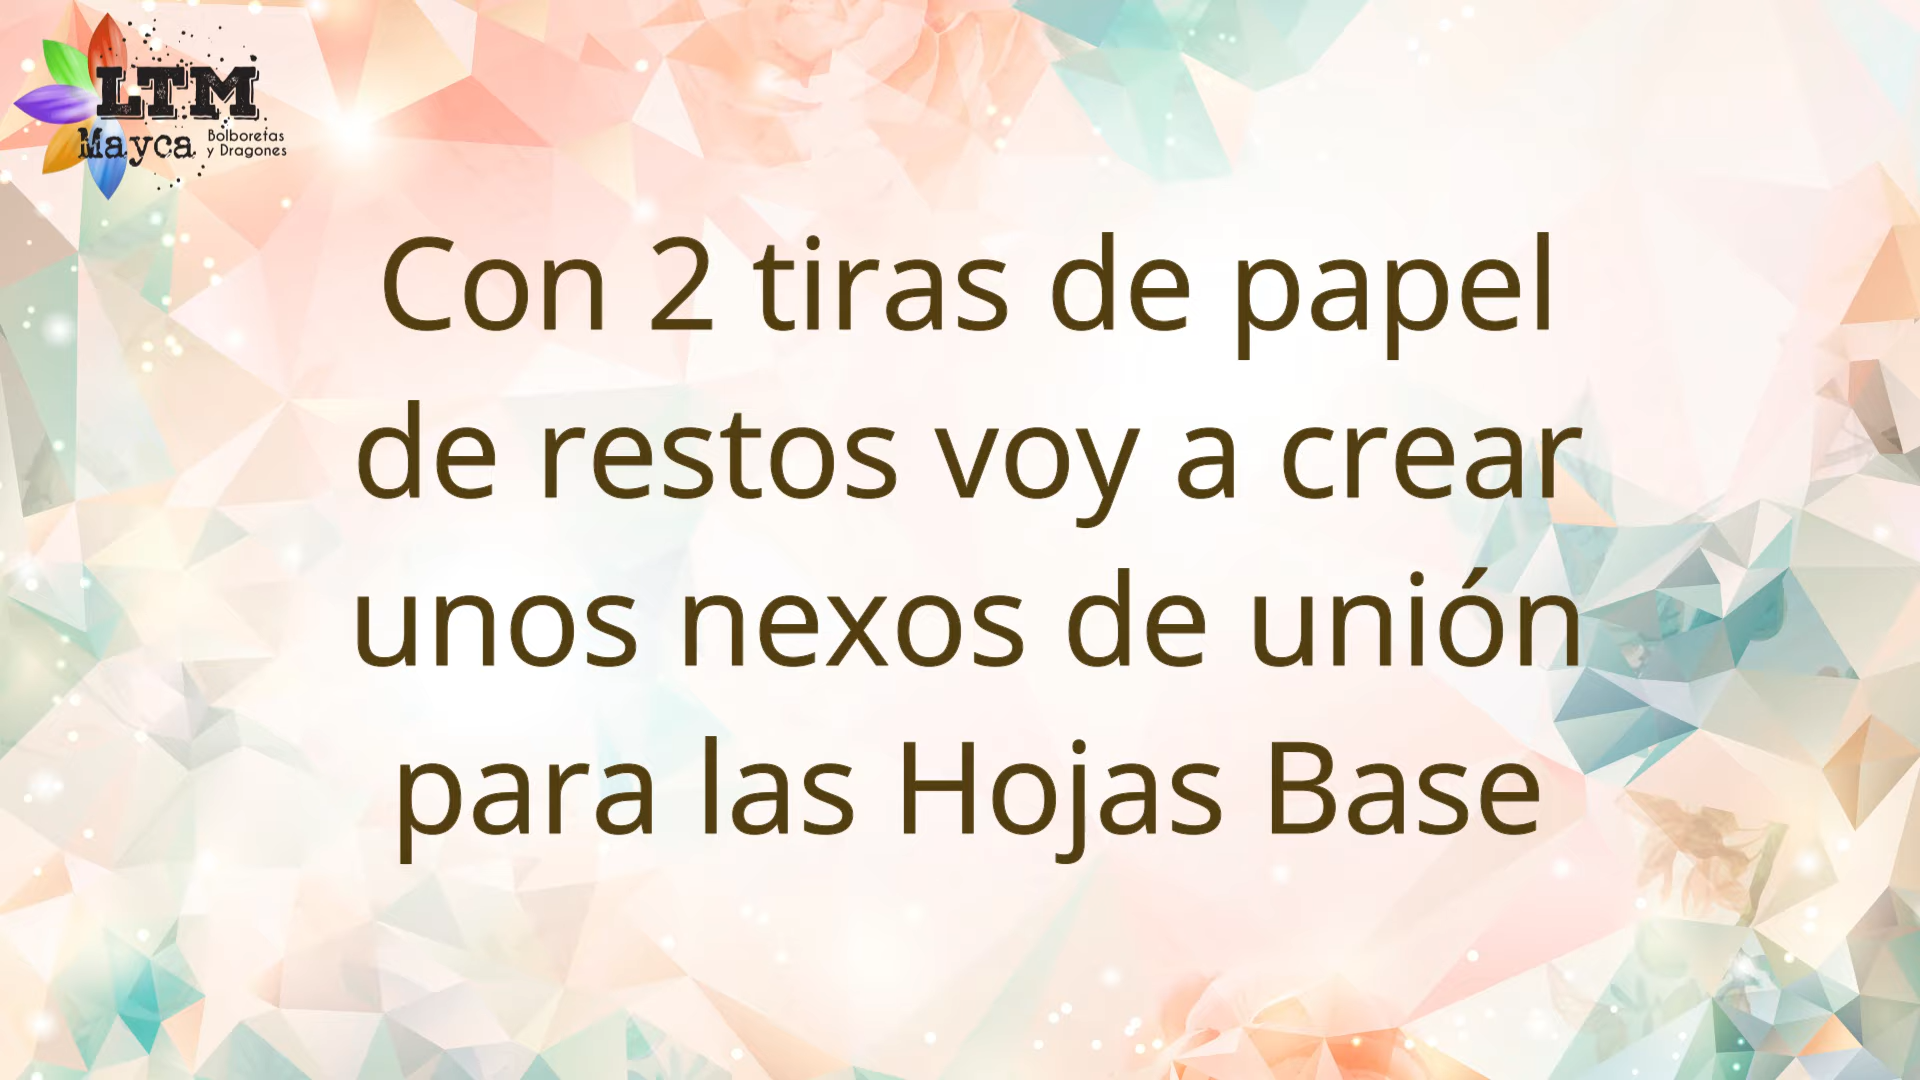 LTM
Mayca Bolboretas
y Dragones
Con 2 tiras de papel
de restos voy a crear
unos nexos de unión
para las Hojas Base